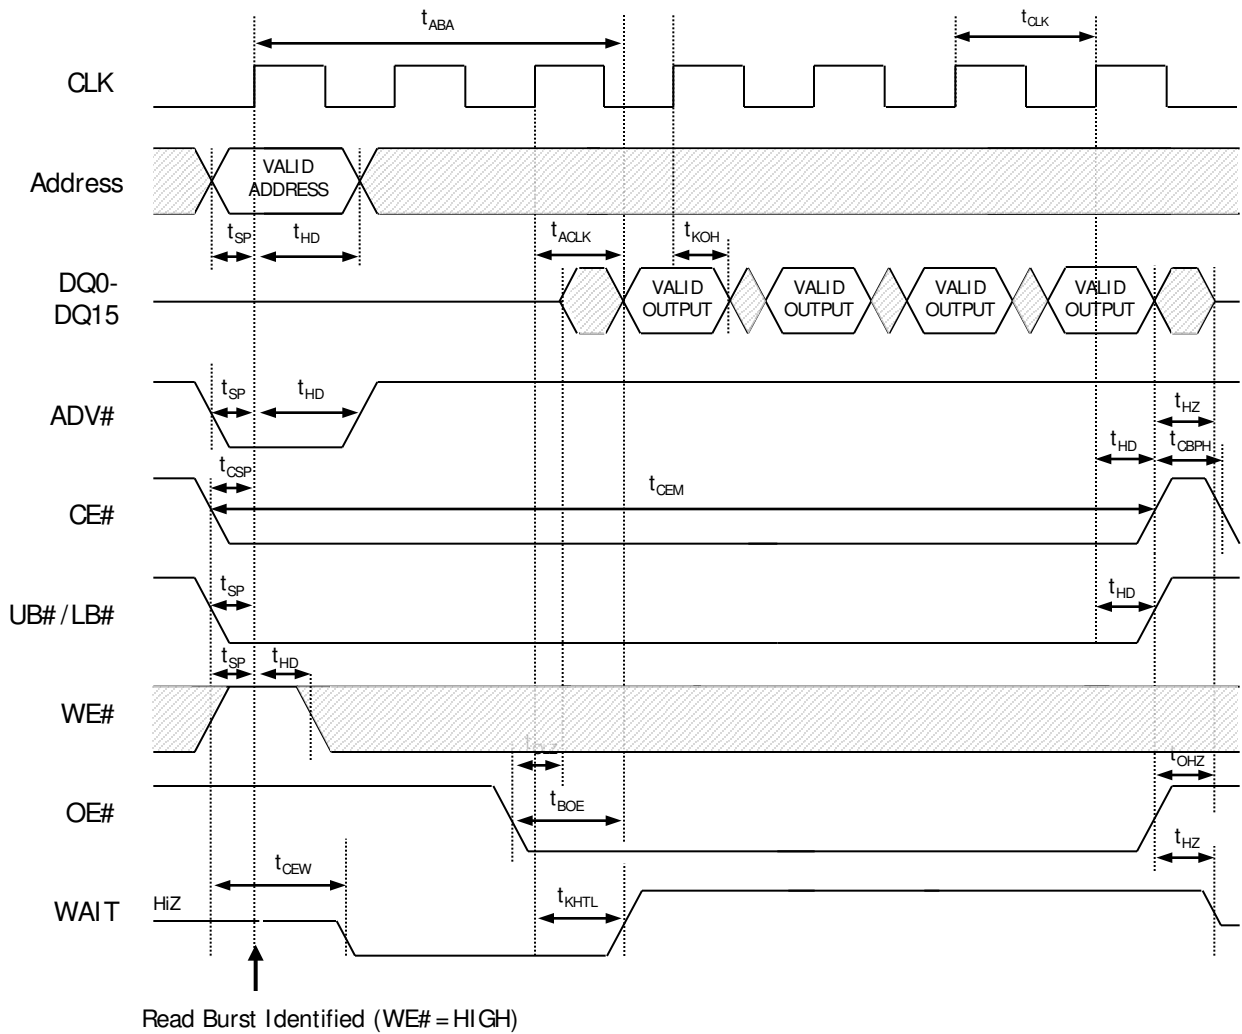 tABA
tCLK
CLK
Address
VALID
ADDRESS
tSP
tHD
tACLK
tKOH
DQ0-
DQ15
VALID
OUTPUT
VALID
OUTPUT
VALID
OUTPUT
VALID
OUTPUT
ADV#
tSP
tHD
tHZ
tHD
tCBPH
tCSP
tCEM
CE#
UB# / LB#
tSP
tHD
tSP
tHD
WE#
tOHZ
OE#
tBOE
tCEW
tHZ
WAIT
HiZ
tKHTL
Read Burst Identified (WE# = HIGH)